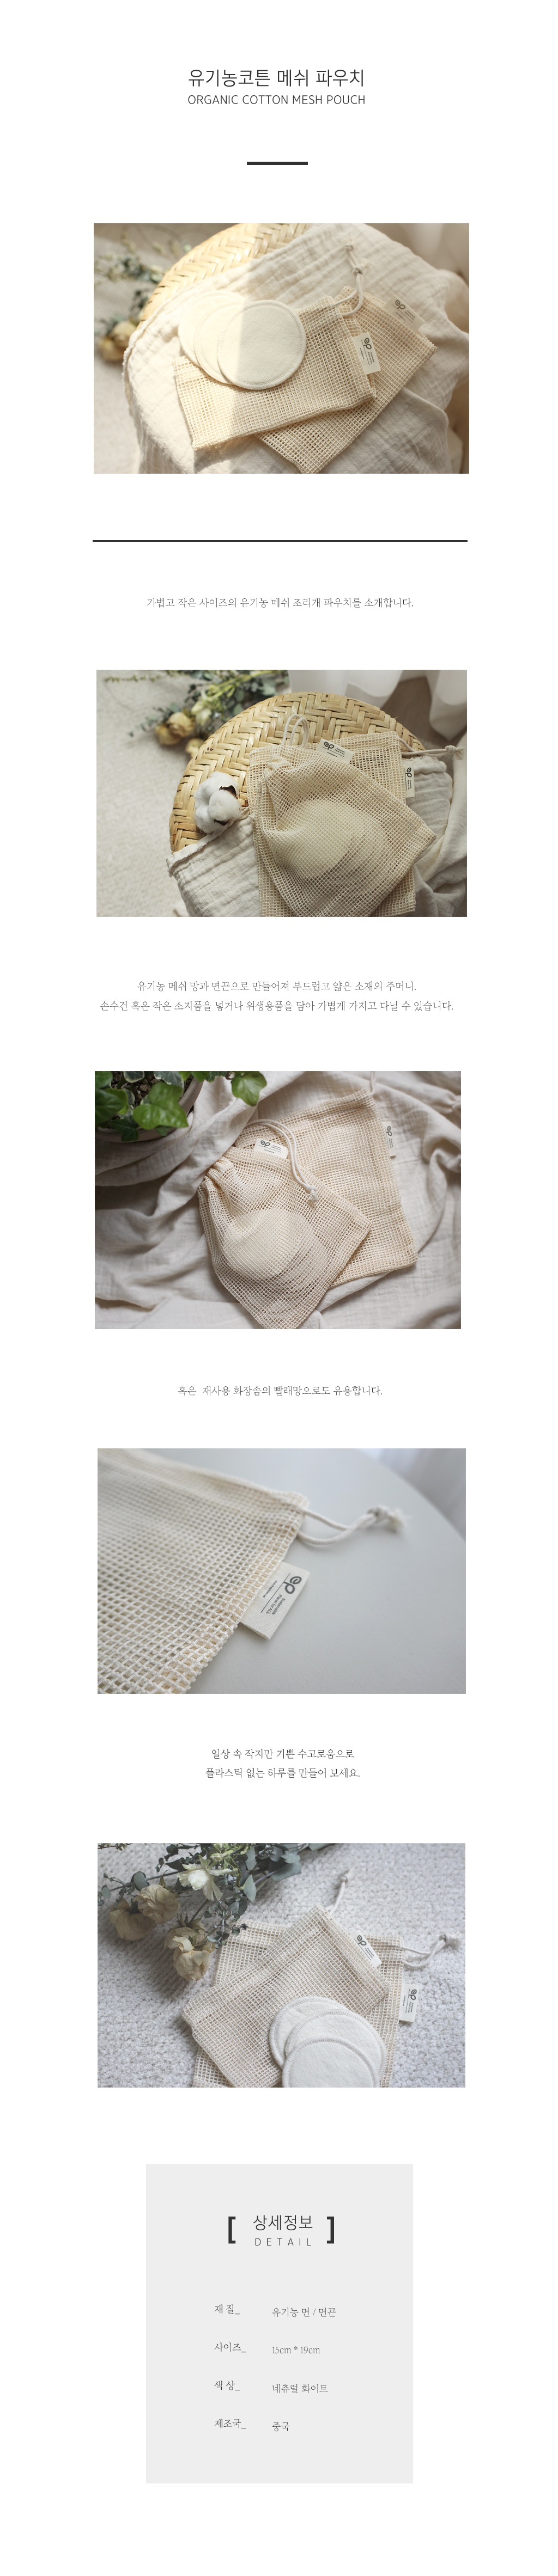 유기농코튼 메쉬 파우치
ORGANIC COTTON MESH POUCH
가볍고 작은 사이즈의 유기농 메쉬 조리개 파우치를 소개합니다.
유기농 메쉬 망과 면끈으로 만들어져 부드럽고 얇은 소재의 주머니.
손수건 혹은 작은 소지품을 넣거나 위생용품을 담아 가볍게 가지고 다닐 수 있습니다.
혹은 재사용 화장솜의 빨래망으로도 유용합니다.
일상 속 작지만 기쁜 수고로움으로
플라스틱 없는 하루를 만들어 보세요.
[ 상세정보 ]
DETAIL
재 질_ 유기농 면 / 면끈
사이즈_ 15cm * 19cm
색 상_ 네츄럴 화이트
제조국_ 중국